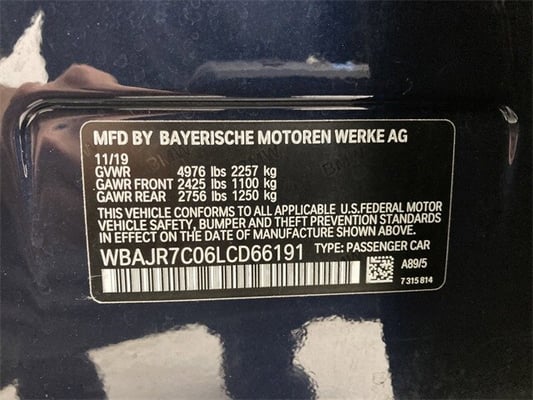 MFD BY BAYERISCHE MOTOREN WERKE AG
11/19
GVWR 4976 lbs 2257 kg
GAWR FRONT 2425 lbs 1100 kg
GAWR REAR 2756 lbs 1250 kg
THIS VEHICLE CONFORMS TO ALL APPLICABLE U.S.FEDERAL MOTOR
VEHICLE SAFETY, BUMPER AND THEFT PREVENTION STANDARDS
IN EFFECT ON THE DATE OF MANUFACTURE SHOWN ABOVE.
WBAJR7C06LCD66191 TYPE: PASSENGER CAR
A89/5
7 315 814